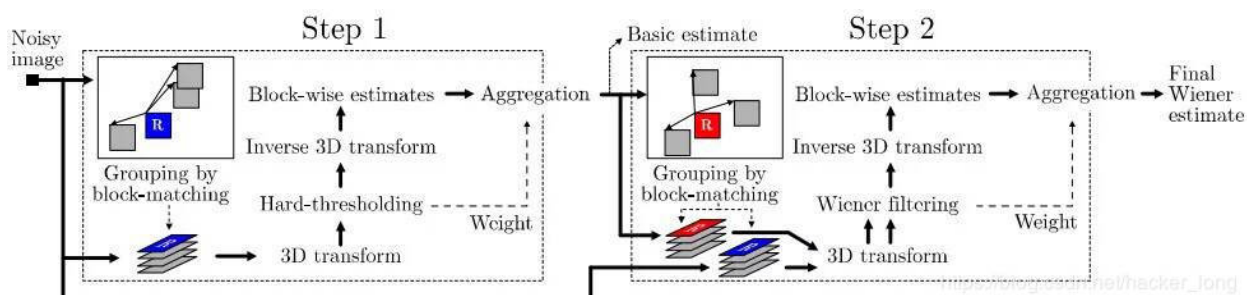 Step 1
Noisy
image
R
Grouping by
block-matching
Block-wise estimates
Aggregation
Inverse 3D transform
Hard-thresholding
Weight
3D transform
Basic estimate
Step 2
R
Grouping by
block-matching
Block-wise estimates
Aggregation
Final
Wiener
estimate
Inverse 3D transform
Wiener filtering
Weight
3D transform
https://blog.csdn.net/hacker_long